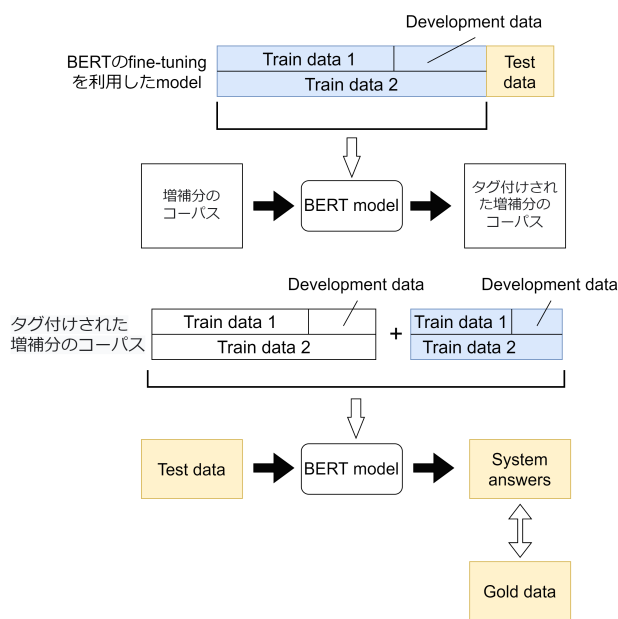 Development data
BERTのfine-tuning
を利用したmodel
Train data 1
Train data 2
Test
data
増補分の
コーパス
BERT model
タグ付けされ
た増補分の
コーパス
Development data
Development data
タグ付けされた
増補分のコーパス
Train data 1
Train data 2
+
Train data 1
Train data 2
Test data
BERT model
System
answers
Gold data